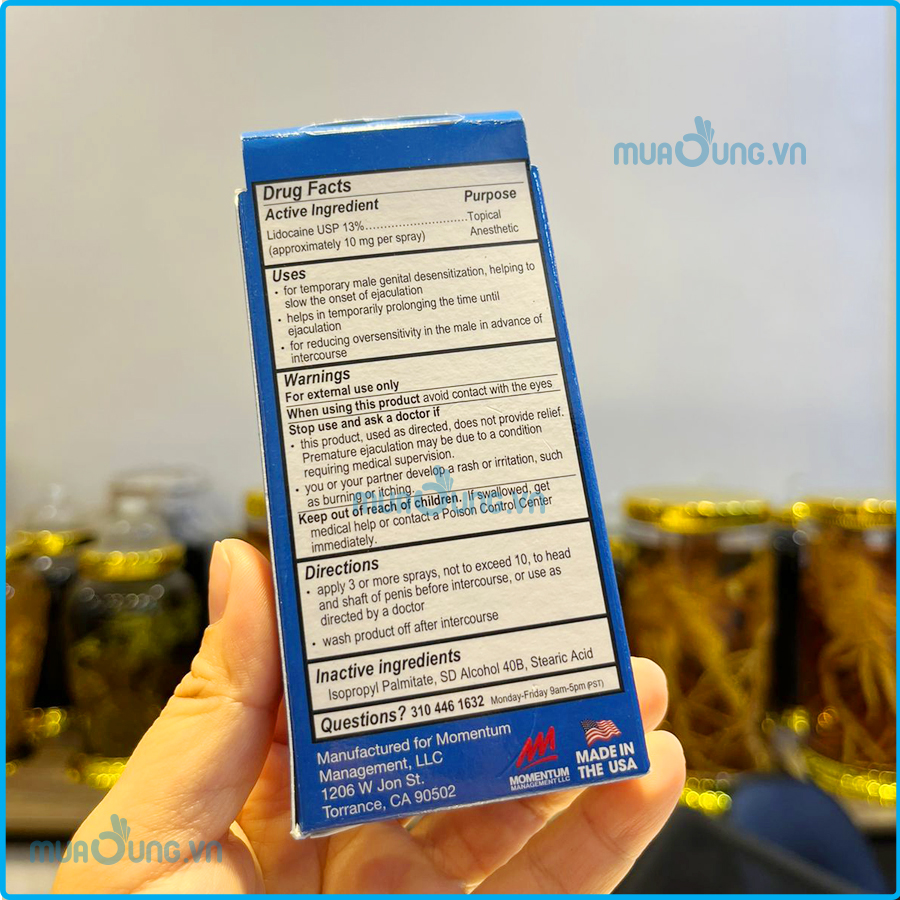 muaDung.vn
Drug Facts
Active Ingredient Purpose
Lidocaine USP 13%..........................Topical
(approximately 10 mg per spray) Anesthetic
Uses
· for temporary male genital desensitization, helping to
slow the onset of ejaculation
· helps in temporarily prolonging the time until
ejaculation
· for reducing oversensitivity in the male in advance of
intercourse
Warnings
For external use only
When using this product avoid contact with the eyes
Stop use and ask a doctor if
· this product, used as directed, does not provide relief.
Premature ejaculation may be due to a condition
requiring medical supervision.
· you or your partner develop a rash or irritation, such
as burning or itching.
muaDung.vn
Keep out of reach of children. If swallowed, get
medical help or contact a Poison Control Center
immediately.
Directions
· apply 3 or more sprays, not to exceed 10, to head
and shaft of penis before intercourse, or use as
directed by a doctor
· wash product off after intercourse
Inactive ingredients
Isopropyl Palmitate, SD Alcohol 40B, Stearic Acid
Questions? 310 446 1632 Monday-Friday 9am-5pm (PST)
Manufactured for Momentum
Management, LLC
1206 W Jon St.
Torrance, CA 90502
MOMENTUM
MANAGEMENT LLC
MADE IN
THE USA
muaDung.vn